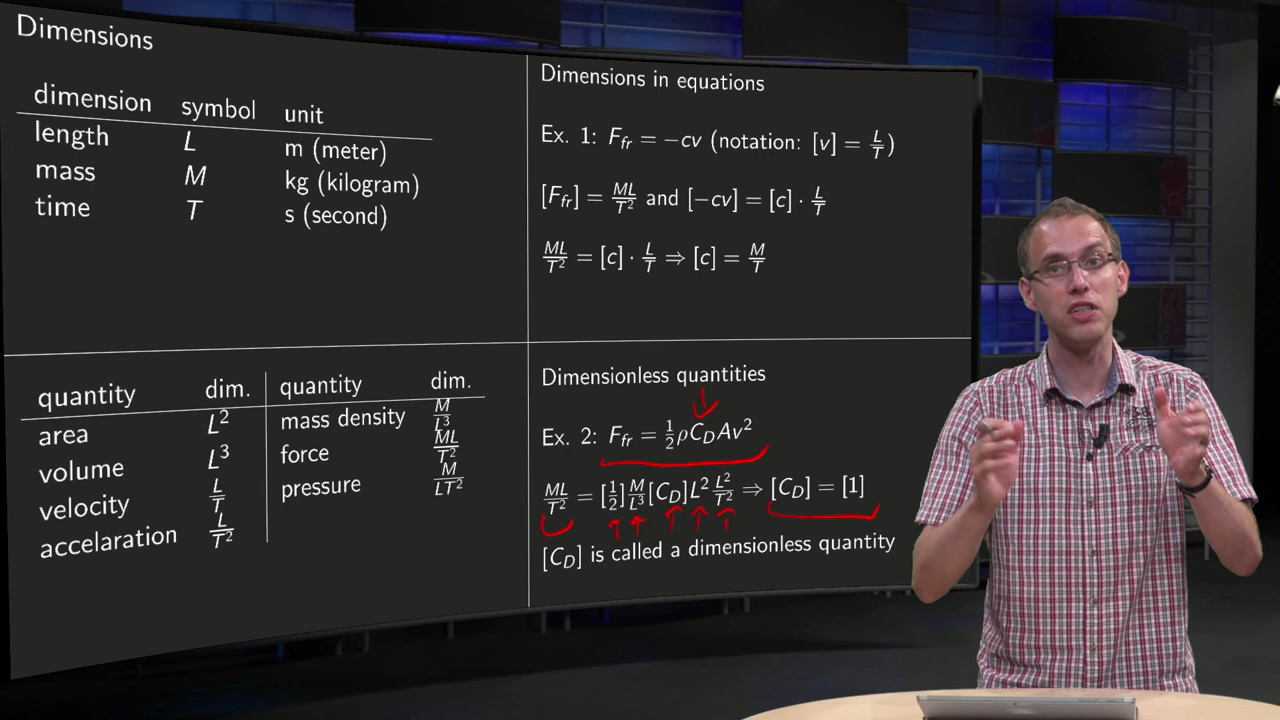 Dimensions
dimension symbol unit
length L m (meter)
mass M kg (kilogram)
time T s (second)
Dimensions in equations
Ex. 1: F_fr = −cv (notation: [v] = L/T)
[F_fr] = ML/T² and [−cv] = [c] · L/T
ML/T² = [c] · L/T ⇒ [c] = M/T
quantity dim. quantity dim.
area L² mass density M/L³
volume L³ force ML/T²
velocity L/T pressure M/LT²
accelaration L/T²
Dimensionless quantities
Ex. 2: F_fr = ½ρC_DAv²
ML/T² = [½] M/L³ [C_D]L² L²/T² ⇒ [C_D] = [1]
[C_D] is called a dimensionless quantity